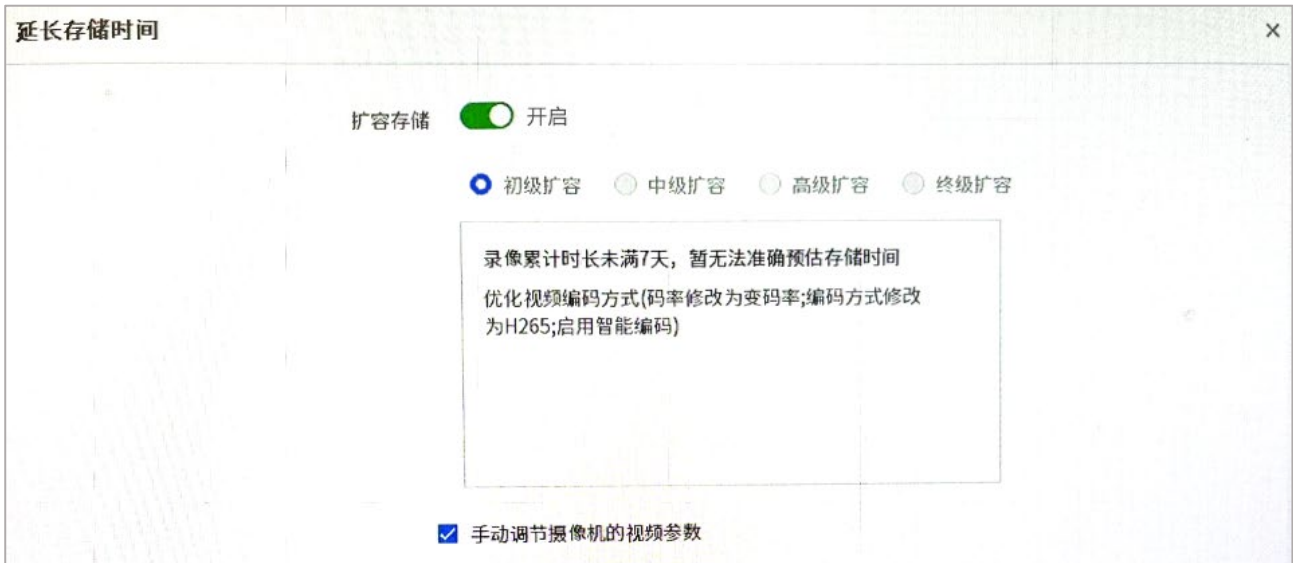 延长存储时间 ×
扩容存储 开启
初级扩容 中级扩容 高级扩容 终级扩容
录像累计时长未满7天，暂无法准确预估存储时间
优化视频编码方式(码率修改为变码率;编码方式修改
为H265;启用智能编码)
手动调节摄像机的视频参数